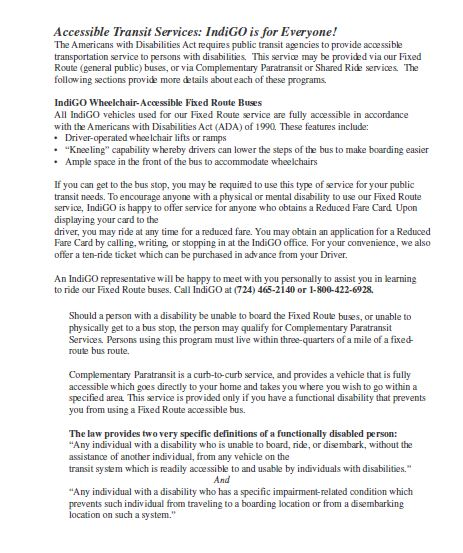 Accessible Transit Services: IndiGO is for Everyone!
The Americans with Disabilities Act requires public transit agencies to provide accessible
transportation service to persons with disabilities.  This service may be provided via our Fixed
Route (general public) buses, or via Complementary Paratransit or Shared Ride services.  The
following sections provide more details about each of these programs.
IndiGO Wheelchair-Accessible Fixed Route Buses
All IndiGO vehicles used for our Fixed Route service are fully accessible in accordance
with the Americans with Disabilities Act (ADA) of 1990. These features include:
• Driver-operated wheelchair lifts or ramps
• “Kneeling” capability whereby drivers can lower the steps of the bus to make boarding easier
• Ample space in the front of the bus to accommodate wheelchairs
If you can get to the bus stop, you may be required to use this type of service for your public
transit needs. To encourage anyone with a physical or mental disability to use our Fixed Route
service, IndiGO is happy to offer service for anyone who obtains a Reduced Fare Card. Upon
displaying your card to the
driver, you may ride at any time for a reduced fare. You may obtain an application for a Reduced
Fare Card by calling, writing, or stopping in at the IndiGO office. For your convenience, we also
offer a ten-ride ticket which can be purchased in advance from your Driver.
An IndiGO representative will be happy to meet with you personally to assist you in learning
to ride our Fixed Route buses. Call IndiGO at (724) 465-2140 or 1-800-422-6928.
Should a person with a disability be unable to board the Fixed Route buses, or unable to
physically get to a bus stop, the person may qualify for Complementary Paratransit
Services. Persons using this program must live within three-quarters of a mile of a fixed-
route bus route.
Complementary Paratransit is a curb-to-curb service, and provides a vehicle that is fully
accessible which goes directly to your home and takes you where you wish to go within a
specified area. This service is provided only if you have a functional disability that prevents
you from using a Fixed Route accessible bus.
The law provides two very specific definitions of a functionally disabled person:
“Any individual with a disability who is unable to board, ride, or disembark, without the
assistance of another individual, from any vehicle on the
transit system which is readily accessible to and usable by individuals with disabilities.”
And
“Any individual with a disability who has a specific impairment-related condition which
prevents such individual from traveling to a boarding location or from a disembarking
location on such a system.”